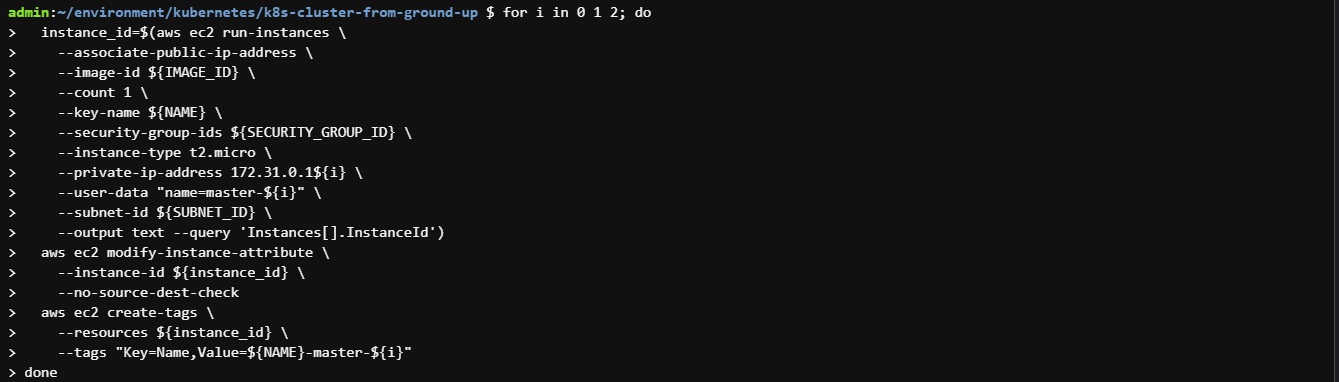 admin:~/environment/kubernetes/k8s-cluster-from-ground-up $ for i in 0 1 2; do
>   instance_id=$(aws ec2 run-instances \
>     --associate-public-ip-address \
>     --image-id ${IMAGE_ID} \
>     --count 1 \
>     --key-name ${NAME} \
>     --security-group-ids ${SECURITY_GROUP_ID} \
>     --instance-type t2.micro \
>     --private-ip-address 172.31.0.1${i} \
>     --user-data "name=master-${i}" \
>     --subnet-id ${SUBNET_ID} \
>     --output text --query 'Instances[].InstanceId')
>   aws ec2 modify-instance-attribute \
>     --instance-id ${instance_id} \
>     --no-source-dest-check
>   aws ec2 create-tags \
>     --resources ${instance_id} \
>     --tags "Key=Name,Value=${NAME}-master-${i}"
> done